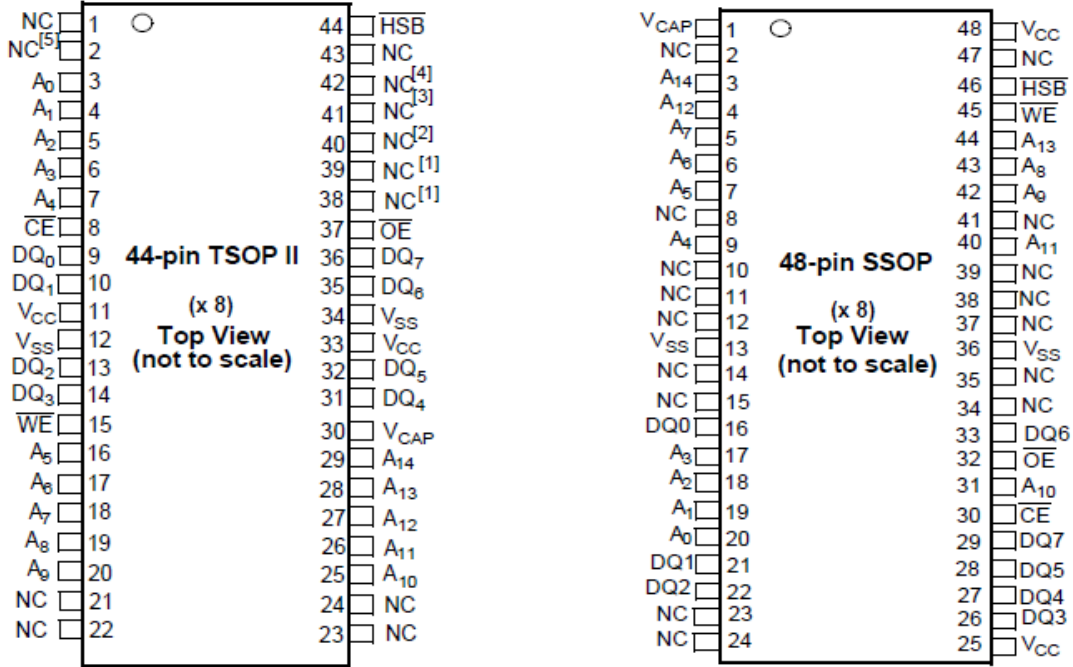 NC 1 44 H̅S̅B̅
NC[5] 2 43 NC
A0 3 42 NC[4]
A1 4 41 NC[3]
A2 5 40 NC[2]
A3 6 39 NC [1]
A4 7 38 NC[1]
C̅E̅ 8 37 O̅E̅
DQ0 9 44-pin TSOP II 36 DQ7
DQ1 10 35 DQ6
(x 8)
VCC 11 34 VSS
Top View
VSS 12 33 VCC
(not to scale)
DQ2 13 32 DQ5
DQ3 14 31 DQ4
W̅E̅ 15 30 VCAP
A5 16 29 A14
A6 17 28 A13
A7 18 27 A12
A8 19 26 A11
A9 20 25 A10
NC 21 24 NC
NC 22 23 NC
VCAP 1 48 VCC
NC 2 47 NC
A14 3 46 H̅S̅B̅
A12 4 45 W̅E̅
A7 5 44 A13
A6 6 43 A8
A5 7 42 A9
NC 8 41 NC
A4 9 40 A11
48-pin SSOP
NC 10 39 NC
NC 11 38 NC
(x 8)
NC 12 37 NC
Top View
VSS 13 36 VSS
(not to scale)
NC 14 35 NC
NC 15 34 NC
DQ0 16 33 DQ6
A3 17 32 O̅E̅
A2 18 31 A10
A1 19 30 C̅E̅
A0 20 29 DQ7
DQ1 21 28 DQ5
DQ2 22 27 DQ4
NC 23 26 DQ3
NC 24 25 VCC